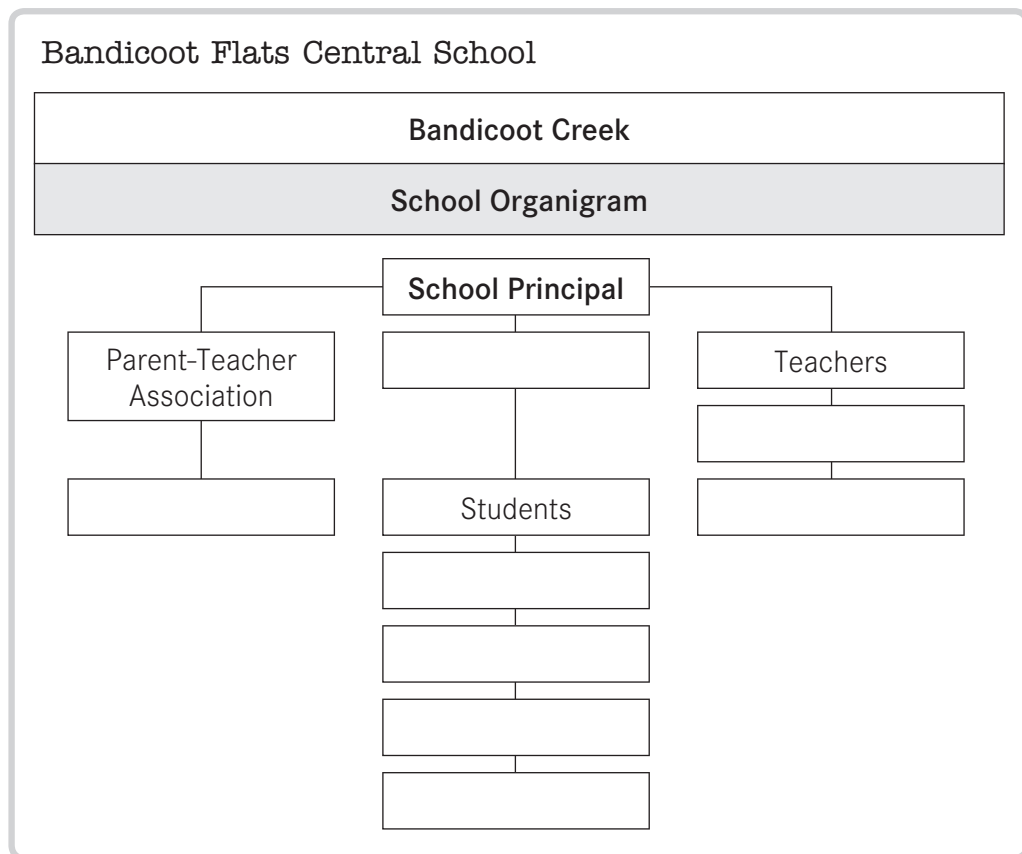 Bandicoot Flats Central School
Bandicoot Creek
School Organigram
School Principal
Parent-Teacher
Association
Teachers
Students